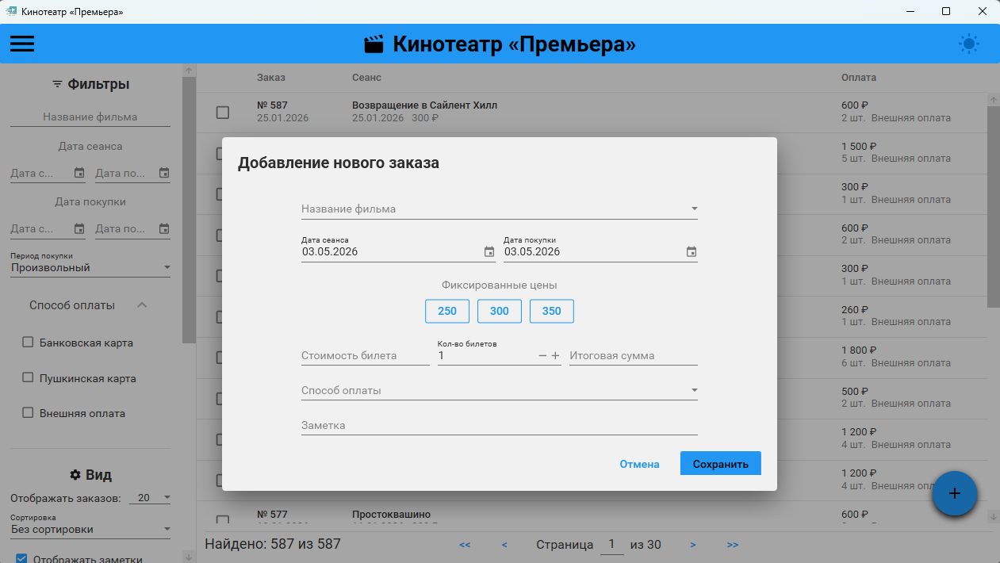 Кинотеатр «Премьера»
Кинотеатр «Премьера»
Фильтры
Название фильма
Дата сеанса
Дата с... Дата по...
Дата покупки
Дата с... Дата по...
Период покупки
Произвольный
Способ оплаты
Банковская карта
Пушкинская карта
Внешняя оплата
Вид
Отображать заказов: 20
Сортировка
Без сортировки
Отображать заметки
Заказ Сеанс Оплата
№ 587 Возвращение в Сайлент Хилл 600 ₽
25.01.2026 25.01.2026 300 ₽ 2 шт. Внешняя оплата
1 500 ₽
5 шт. Внешняя оплата
300 ₽
1 шт. Внешняя оплата
600 ₽
2 шт. Внешняя оплата
300 ₽
1 шт. Внешняя оплата
260 ₽
1 шт. Внешняя оплата
1 800 ₽
6 шт. Внешняя оплата
500 ₽
2 шт. Внешняя оплата
1 200 ₽
4 шт. Внешняя оплата
1 200 ₽
4 шт. Внешняя
№ 577 Простоквашино 600 ₽
Добавление нового заказа
Название фильма
Дата сеанса Дата покупки
03.05.2026 03.05.2026
Фиксированные цены
250 300 350
Кол-во билетов
Стоимость билета 1 − + Итоговая сумма
Способ оплаты
Заметка
Отмена Сохранить
+
Найдено: 587 из 587 << < Страница 1 из 30 > >>